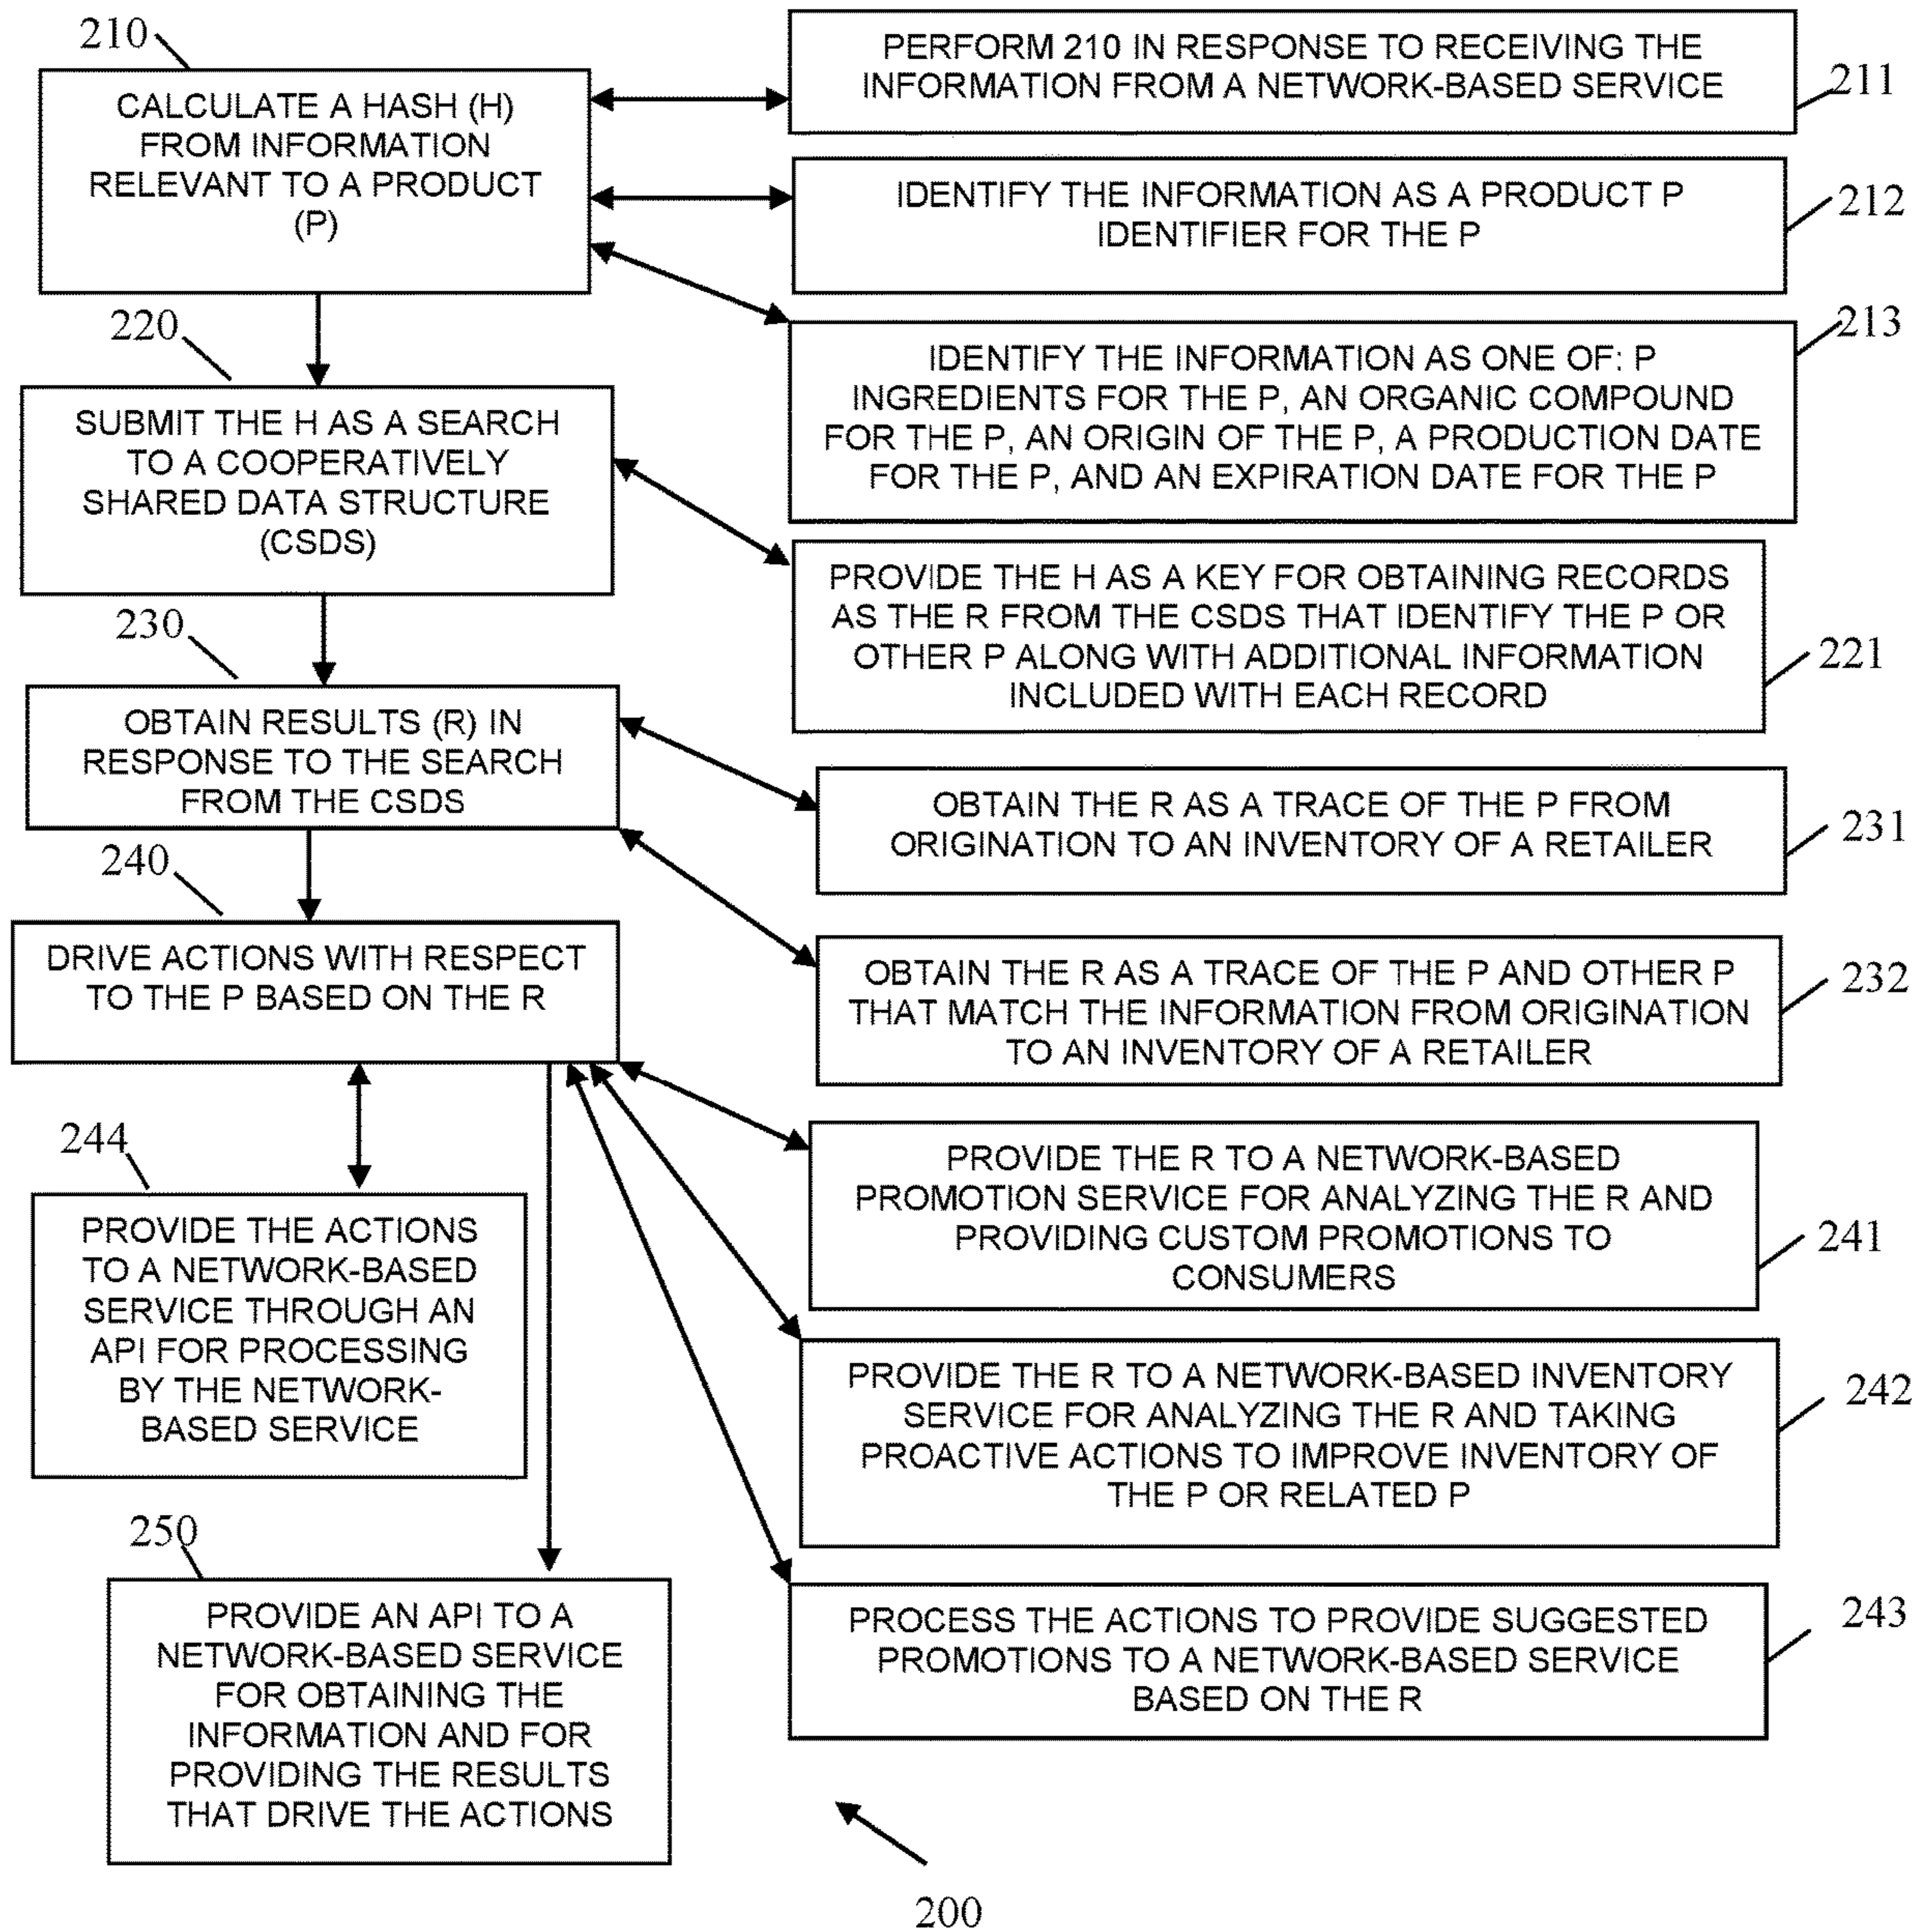 210
CALCULATE A HASH (H)
FROM INFORMATION
RELEVANT TO A PRODUCT
(P)
PERFORM 210 IN RESPONSE TO RECEIVING THE
INFORMATION FROM A NETWORK-BASED SERVICE
211
IDENTIFY THE INFORMATION AS A PRODUCT P
IDENTIFIER FOR THE P
212
IDENTIFY THE INFORMATION AS ONE OF: P
INGREDIENTS FOR THE P, AN ORGANIC COMPOUND
FOR THE P, AN ORIGIN OF THE P, A PRODUCTION DATE
FOR THE P, AND AN EXPIRATION DATE FOR THE P
213
220
SUBMIT THE H AS A SEARCH
TO A COOPERATIVELY
SHARED DATA STRUCTURE
(CSDS)
PROVIDE THE H AS A KEY FOR OBTAINING RECORDS
AS THE R FROM THE CSDS THAT IDENTIFY THE P OR
OTHER P ALONG WITH ADDITIONAL INFORMATION
INCLUDED WITH EACH RECORD
221
230
OBTAIN RESULTS (R) IN
RESPONSE TO THE SEARCH
FROM THE CSDS
OBTAIN THE R AS A TRACE OF THE P FROM
ORIGINATION TO AN INVENTORY OF A RETAILER
231
OBTAIN THE R AS A TRACE OF THE P AND OTHER P
THAT MATCH THE INFORMATION FROM ORIGINATION
TO AN INVENTORY OF A RETAILER
232
240
DRIVE ACTIONS WITH RESPECT
TO THE P BASED ON THE R
PROVIDE THE R TO A NETWORK-BASED
PROMOTION SERVICE FOR ANALYZING THE R AND
PROVIDING CUSTOM PROMOTIONS TO
CONSUMERS
241
PROVIDE THE R TO A NETWORK-BASED INVENTORY
SERVICE FOR ANALYZING THE R AND TAKING
PROACTIVE ACTIONS TO IMPROVE INVENTORY OF
THE P OR RELATED P
242
PROCESS THE ACTIONS TO PROVIDE SUGGESTED
PROMOTIONS TO A NETWORK-BASED SERVICE
BASED ON THE R
243
244
PROVIDE THE ACTIONS
TO A NETWORK-BASED
SERVICE THROUGH AN
API FOR PROCESSING
BY THE NETWORK-
BASED SERVICE
250
PROVIDE AN API TO A
NETWORK-BASED SERVICE
FOR OBTAINING THE
INFORMATION AND FOR
PROVIDING THE RESULTS
THAT DRIVE THE ACTIONS
200